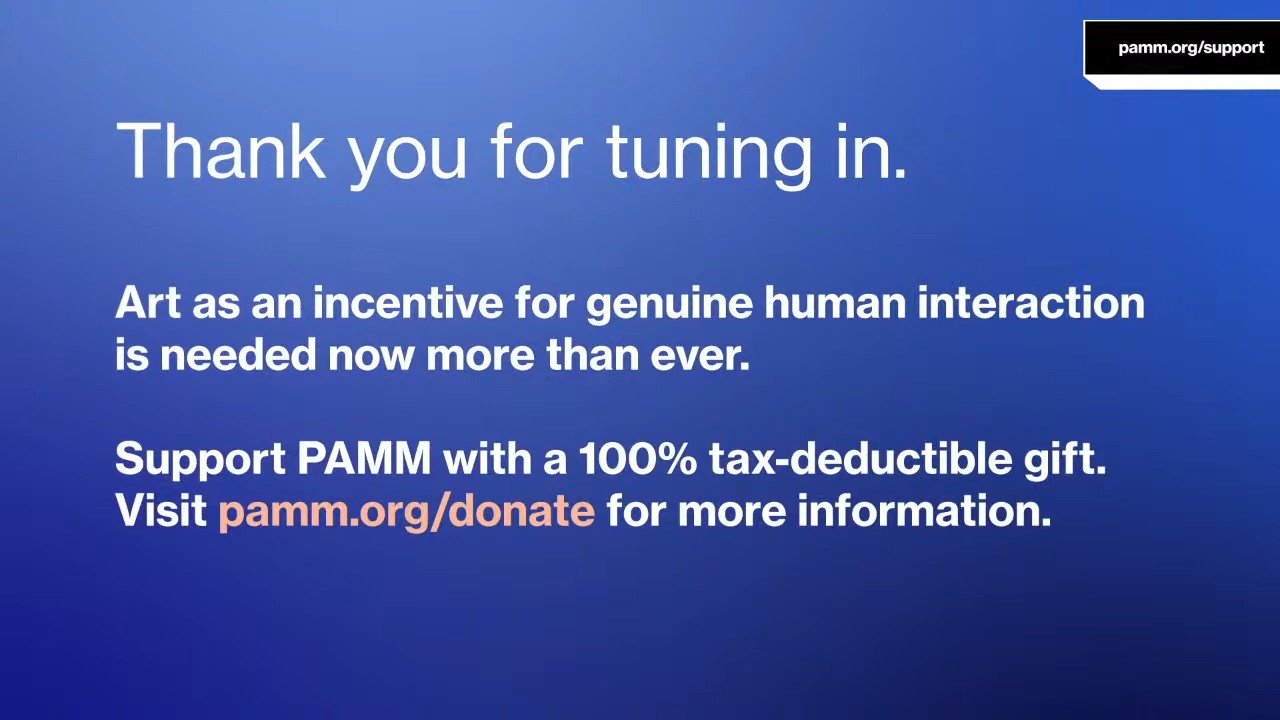 pamm.org/support
Thank you for tuning in.
Art as an incentive for genuine human interaction
is needed now more than ever.
Support PAMM with a 100% tax-deductible gift.
Visit pamm.org/donate for more information.